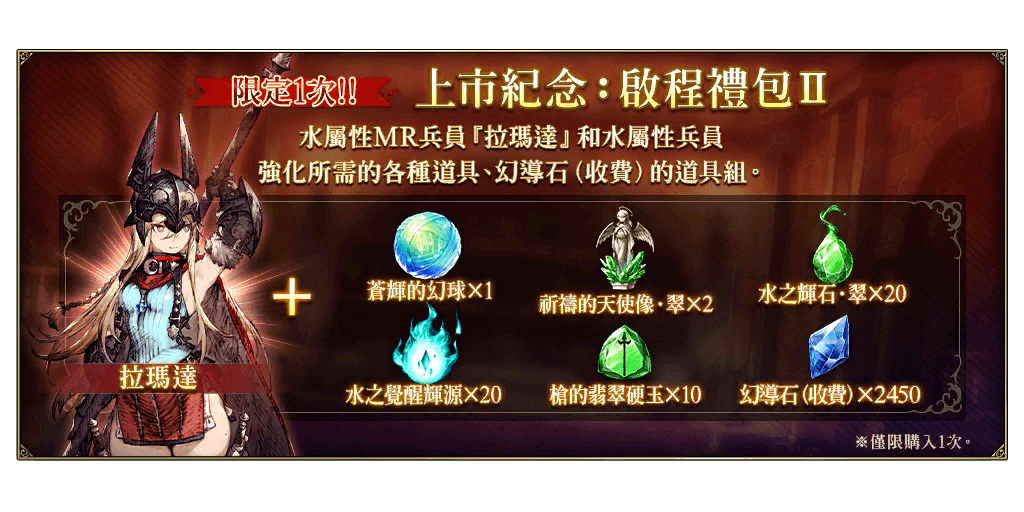 限定1次!!
上市紀念：啟程禮包Ⅱ
水屬性MR兵員『拉瑪達』和水屬性兵員
強化所需的各種道具、幻導石（收費）的道具組。
拉瑪達
+
蒼輝的幻球×1
祈禱的天使像・翠×2
水之輝石・翠×20
水之覺醒輝源×20
槍的翡翠硬玉×10
幻導石（收費）×2450
※僅限購入1次。